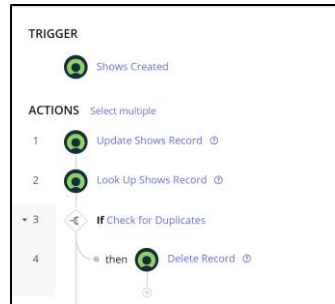 TRIGGER
Shows Created
ACTIONS Select multiple
1 Update Shows Record ?
2 Look Up Shows Record ?
3 If Check for Duplicates
4 then Delete Record ?